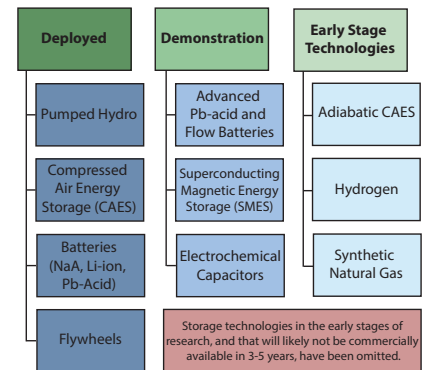 Deployed
Pumped Hydro
Compressed
Air Energy
Storage (CAES)
Batteries
(NaA, Li-ion,
Pb-Acid)
Flywheels
Demonstration
Advanced
Pb-acid and
Flow Batteries
Superconducting
Magnetic Energy
Storage (SMES)
Electrochemical
Capacitors
Early Stage
Technologies
Adiabatic CAES
Hydrogen
Synthetic
Natural Gas
Storage technologies in the early stages of
research, and that will likely not be commercially
available in 3-5 years, have been omitted.